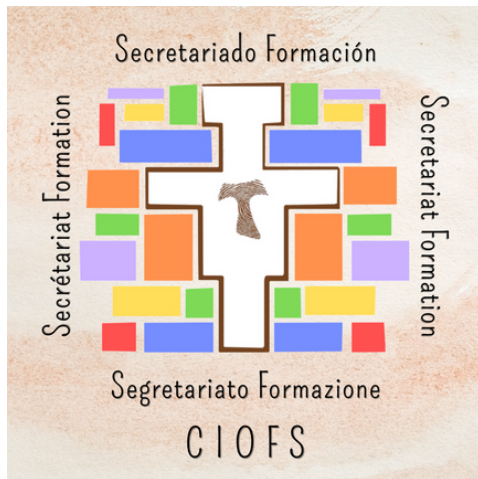 Secretariado Formación
Secrétariat Formation
Secretariat Formation
Segretariato Formazione
CIOFS